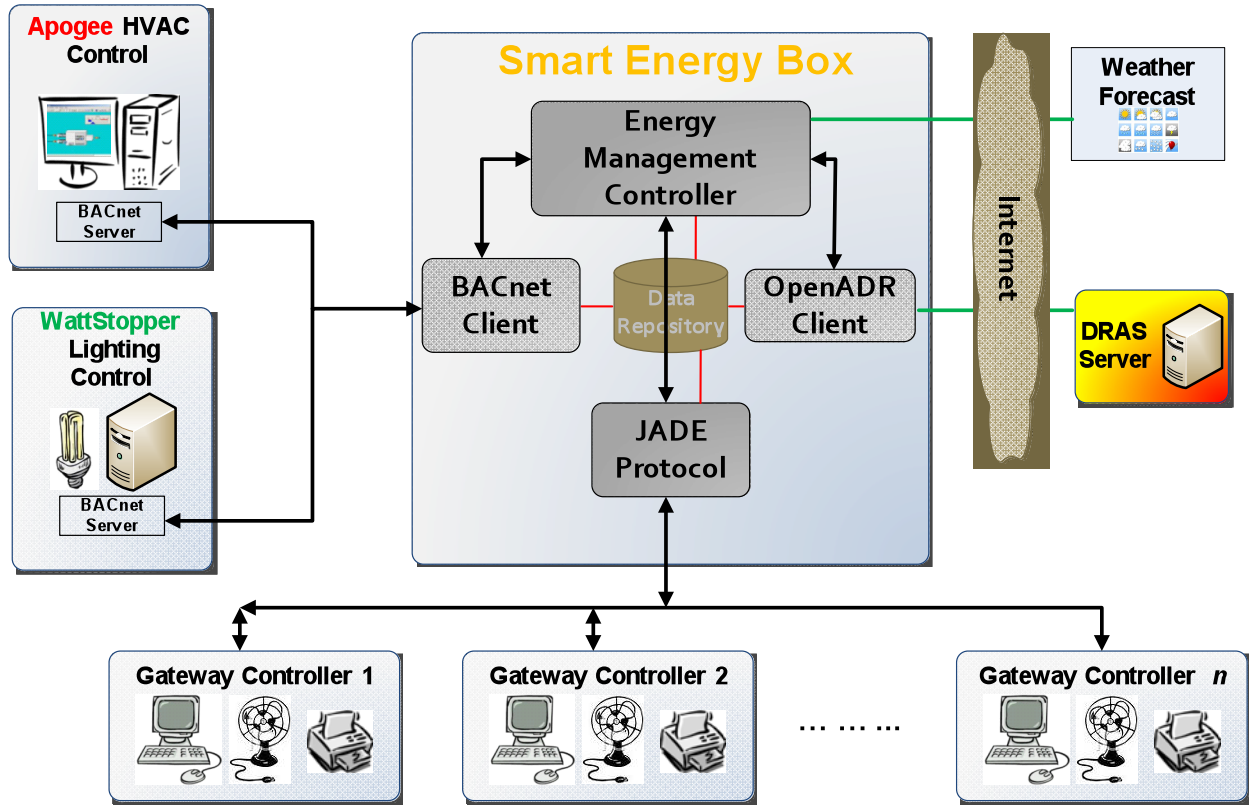 Apogee HVAC
Control
BACnet
Server
WattStopper
Lighting
Control
BACnet
Server
Smart Energy Box
Energy
Management
Controller
BACnet
Client
Data
Repository
OpenADR
Client
JADE
Protocol
Internet
Weather
Forecast
DRAS
Server
Gateway Controller 1
Gateway Controller 2
... ... ...
Gateway Controller n